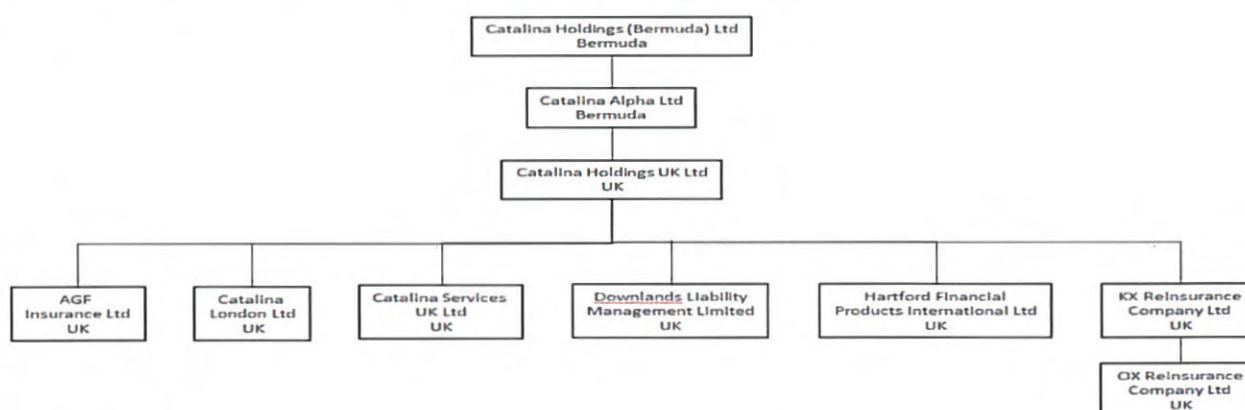 Catalina Holdings (Bermuda) Ltd
Bermuda
Catalina Alpha Ltd
Bermuda
Catalina Holdings UK Ltd
UK
AGF
Insurance Ltd
UK
Catalina
London Ltd
UK
Catalina Services
UK Ltd
UK
Downlands Liability
Management Limited
UK
Hartford Financial
Products International Ltd
UK
KX Reinsurance
Company Ltd
UK
OX Reinsurance
Company Ltd
UK